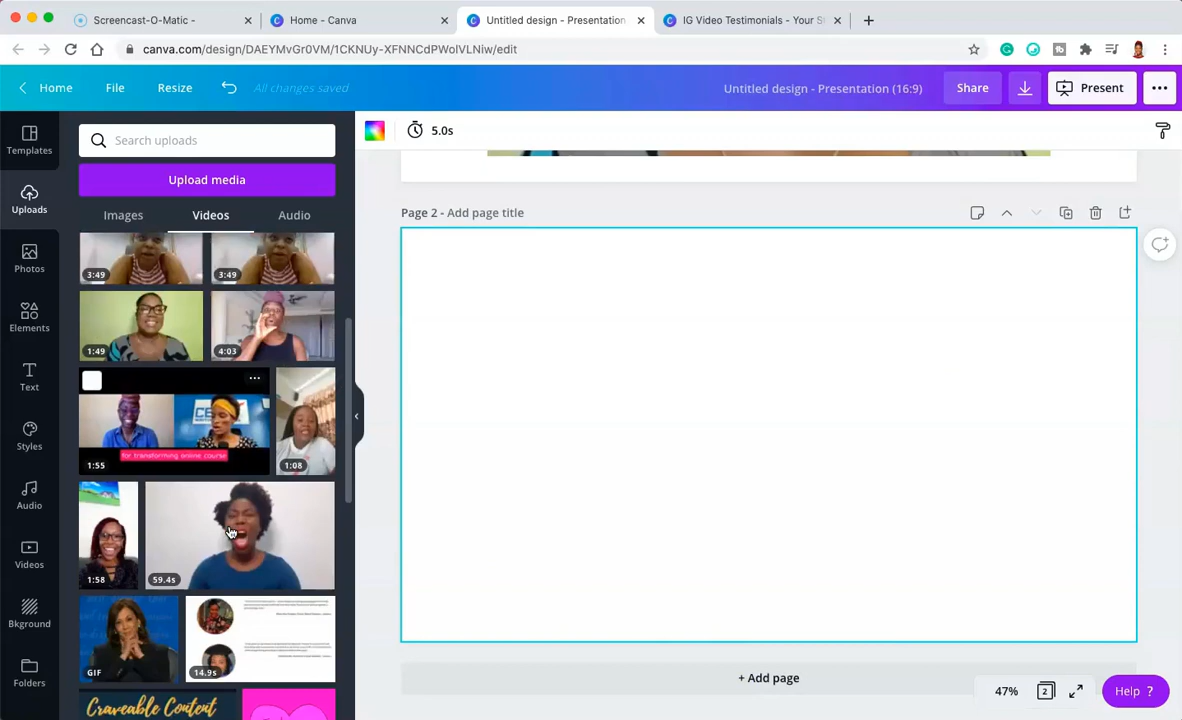 Screencast-O-Matic -
Home - Canva
Untitled design - Presentation
IG Video Testimonials - Your S
canva.com/design/DAEYMvGr0VM/1CKNUy-XFNNCdPWolVLNiw/edit
Home
File
Resize
All changes saved
Untitled design - Presentation (16:9)
Share
Present
Templates
Uploads
Photos
Elements
Text
Styles
Audio
Videos
Bkground
Folders
Search uploads
Upload media
Images
Videos
Audio
3:49
3:49
1:49
4:03
for transforming online course
1:55
1:08
1:58
59.4s
GIF
14.9s
Craveable Content
5.0s
Page 2 - Add page title
+ Add page
47%
2
Help ?